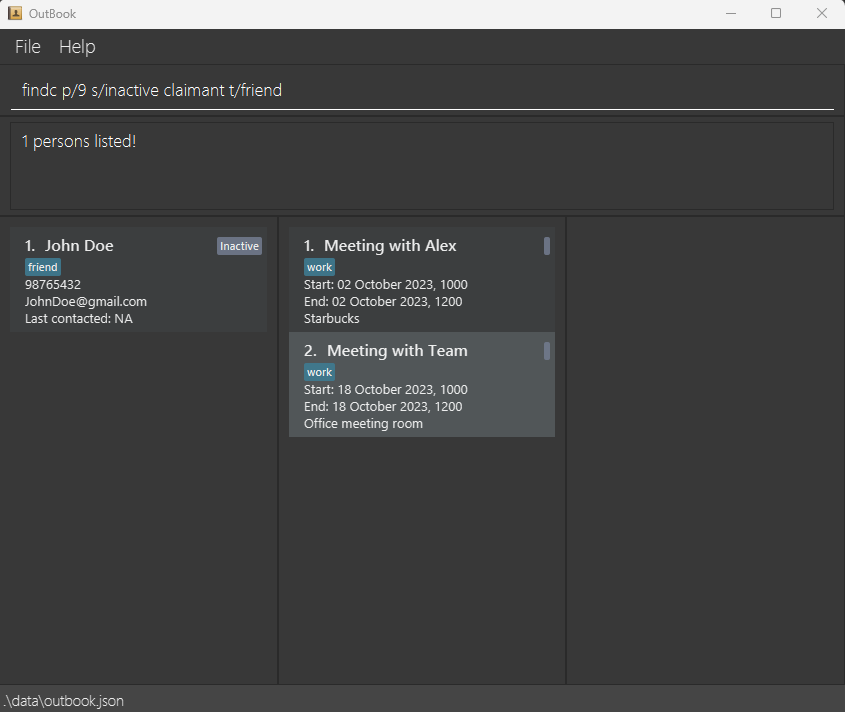 OutBook
File Help
findc p/9 s/inactive claimant t/friend
1 persons listed!
1. John Doe
Inactive
friend
98765432
JohnDoe@gmail.com
Last contacted: NA
1. Meeting with Alex
work
Start: 02 October 2023, 1000
End: 02 October 2023, 1200
Starbucks
2. Meeting with Team
work
Start: 18 October 2023, 1000
End: 18 October 2023, 1200
Office meeting room
.\data\outbook.json